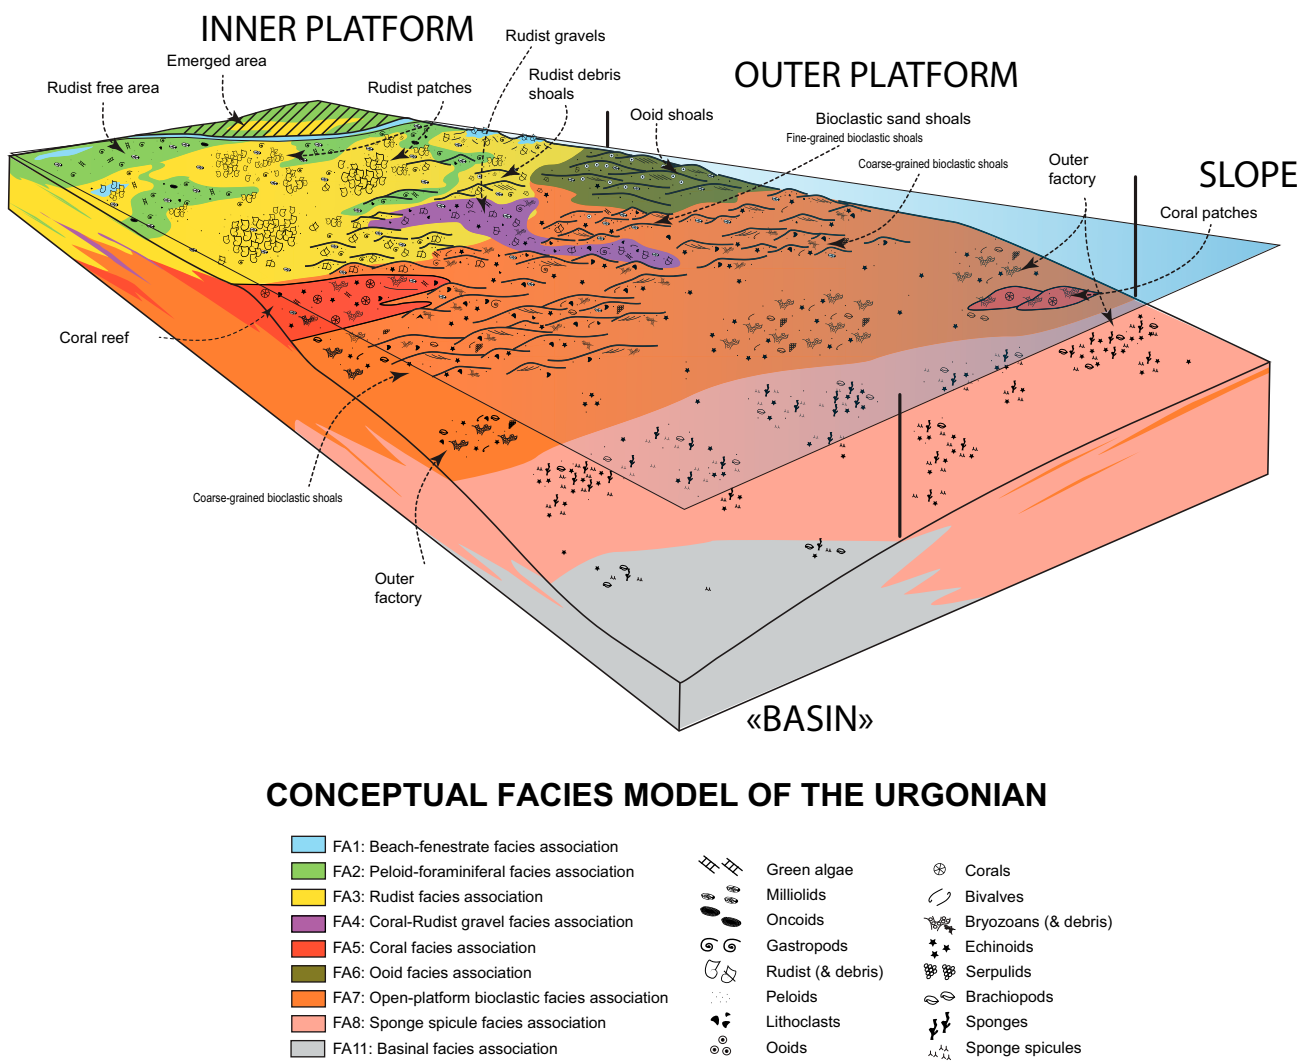 INNER PLATFORM
Rudist gravels
Emerged area
Rudist free area
Rudist patches
Rudist debris
shoals
OUTER PLATFORM
Ooid shoals
Bioclastic sand shoals
Fine-grained bioclastic shoals
Coarse-grained bioclastic shoals
Outer
factory
SLOPE
Coral patches
Coral reef
Coarse-grained bioclastic shoals
Outer
factory
«BASIN»
CONCEPTUAL FACIES MODEL OF THE URGONIAN
FA1: Beach-fenestrate facies association
FA2: Peloid-foraminiferal facies association
FA3: Rudist facies association
FA4: Coral-Rudist gravel facies association
FA5: Coral facies association
FA6: Ooid facies association
FA7: Open-platform bioclastic facies association
FA8: Sponge spicule facies association
FA11: Basinal facies association
Green algae
Milliolids
Oncoids
Gastropods
Rudist (& debris)
Peloids
Lithoclasts
Ooids
Corals
Bivalves
Bryozoans (& debris)
Echinoids
Serpulids
Brachiopods
Sponges
Sponge spicules